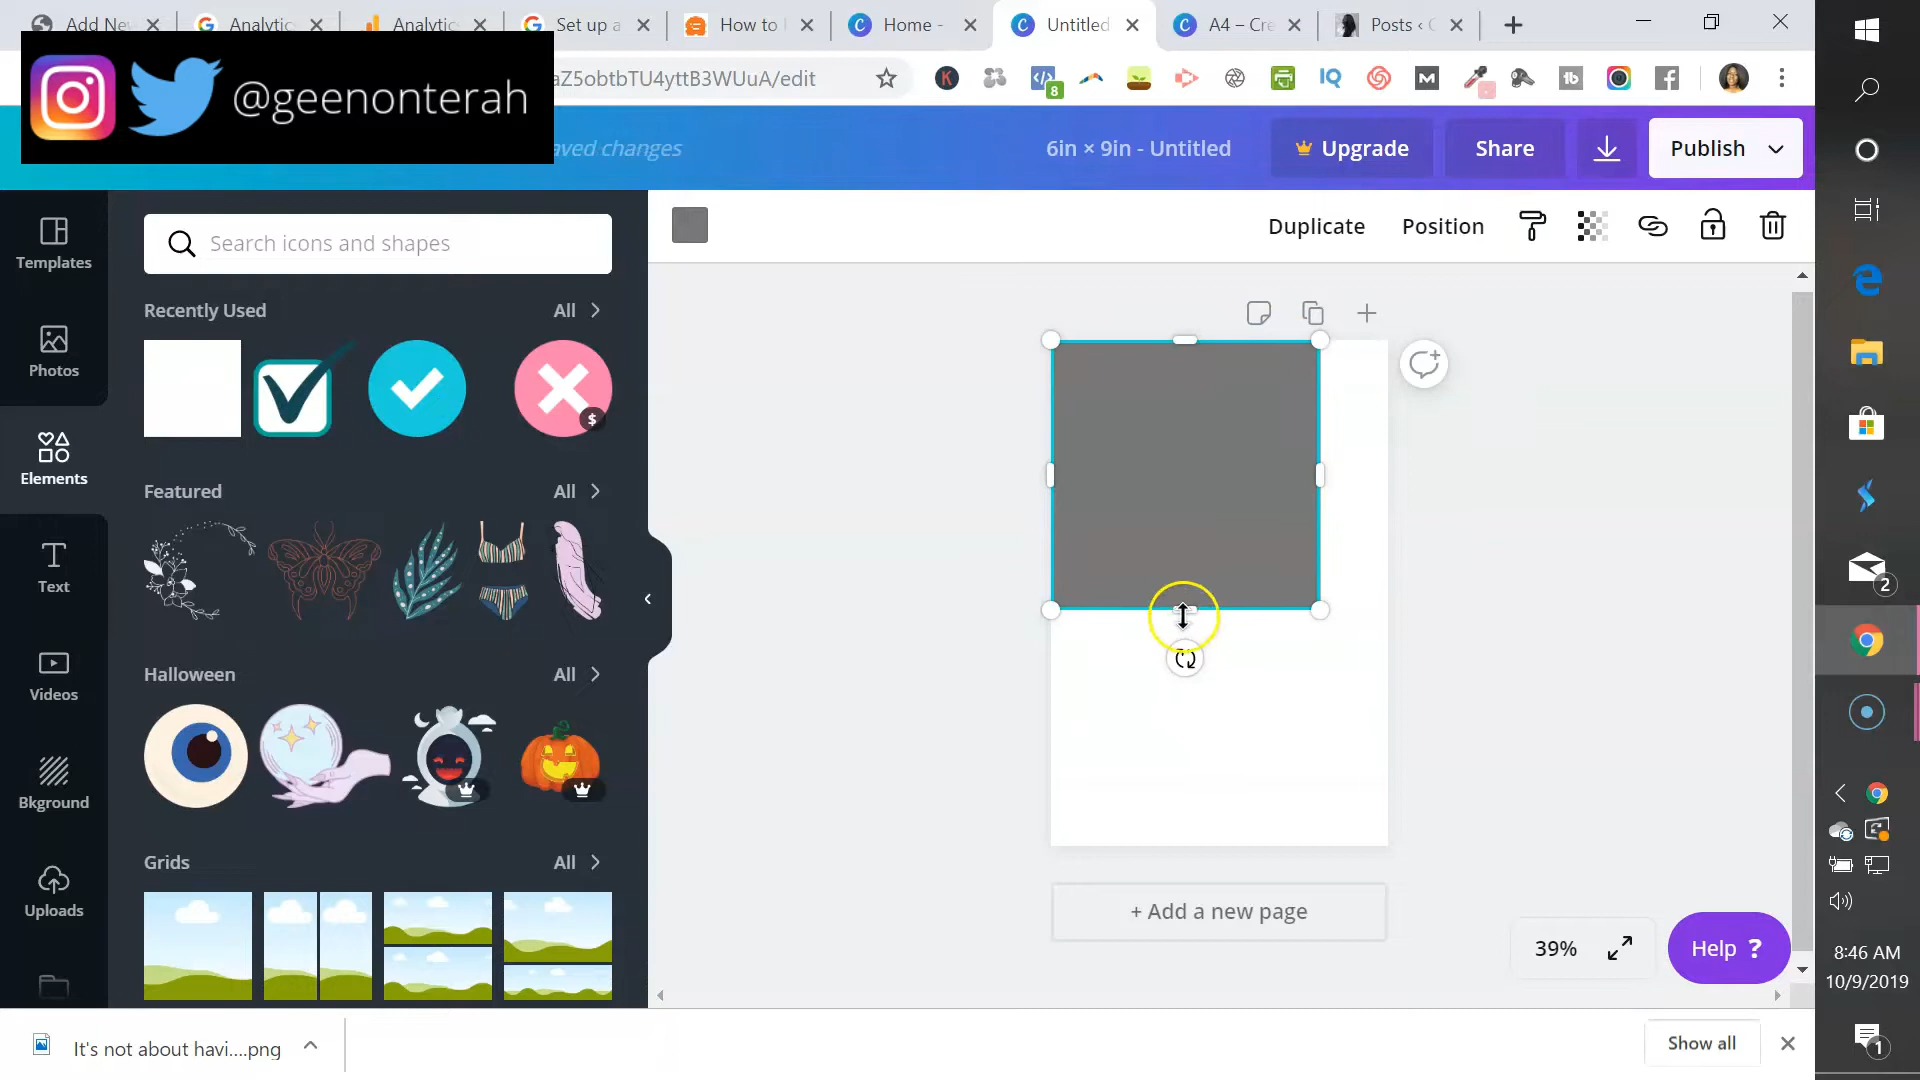 Add Ne
Analytic
Analytic
Set up a
How to
Home -
Untitled
A4 – Cre
Posts ‹
@geenonterah
aZ5obtbTU4yttB3WUuA/edit
8
aved changes
6in × 9in - Untitled
Upgrade
Share
Publish
Templates
Photos
Elements
Text
Videos
Bkground
Uploads
Search icons and shapes
Recently Used
All
$
Featured
All
Halloween
All
Grids
All
Duplicate
Position
+ Add a new page
39%
Help ?
It's not about havi....png
Show all
2
8:46 AM
10/9/2019
1